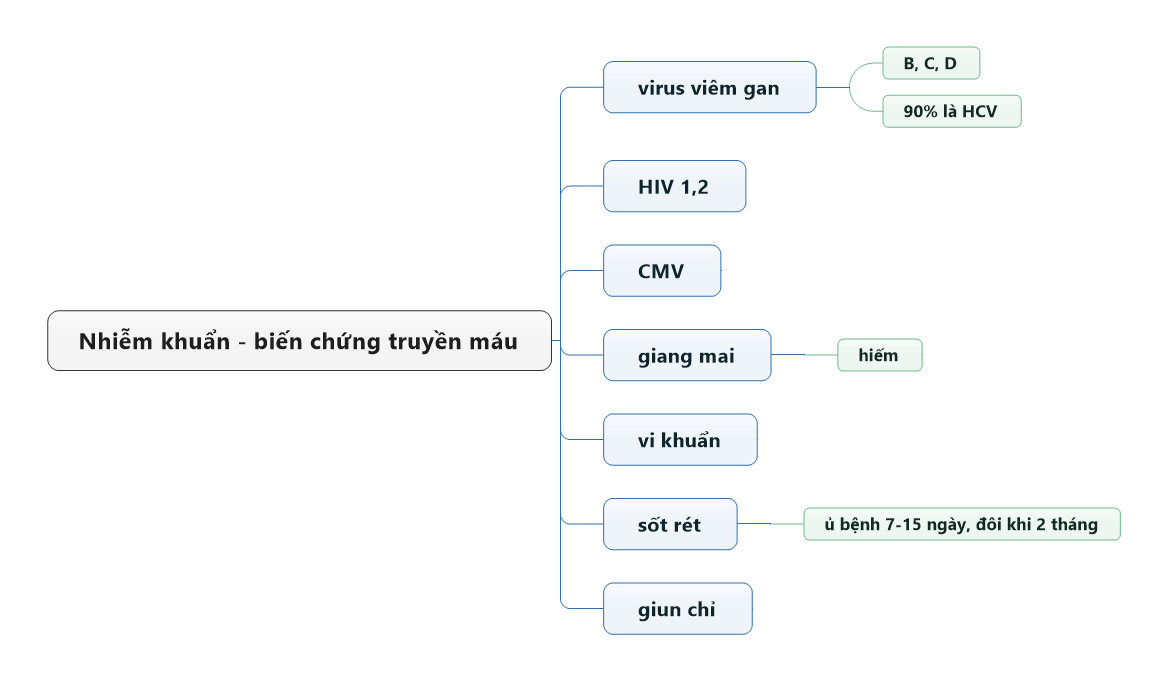 Nhiễm khuẩn - biến chứng truyền máu
virus viêm gan
B, C, D
90% là HCV
HIV 1,2
CMV
giang mai
hiếm
vi khuẩn
sốt rét
ủ bệnh 7-15 ngày, đôi khi 2 tháng
giun chỉ